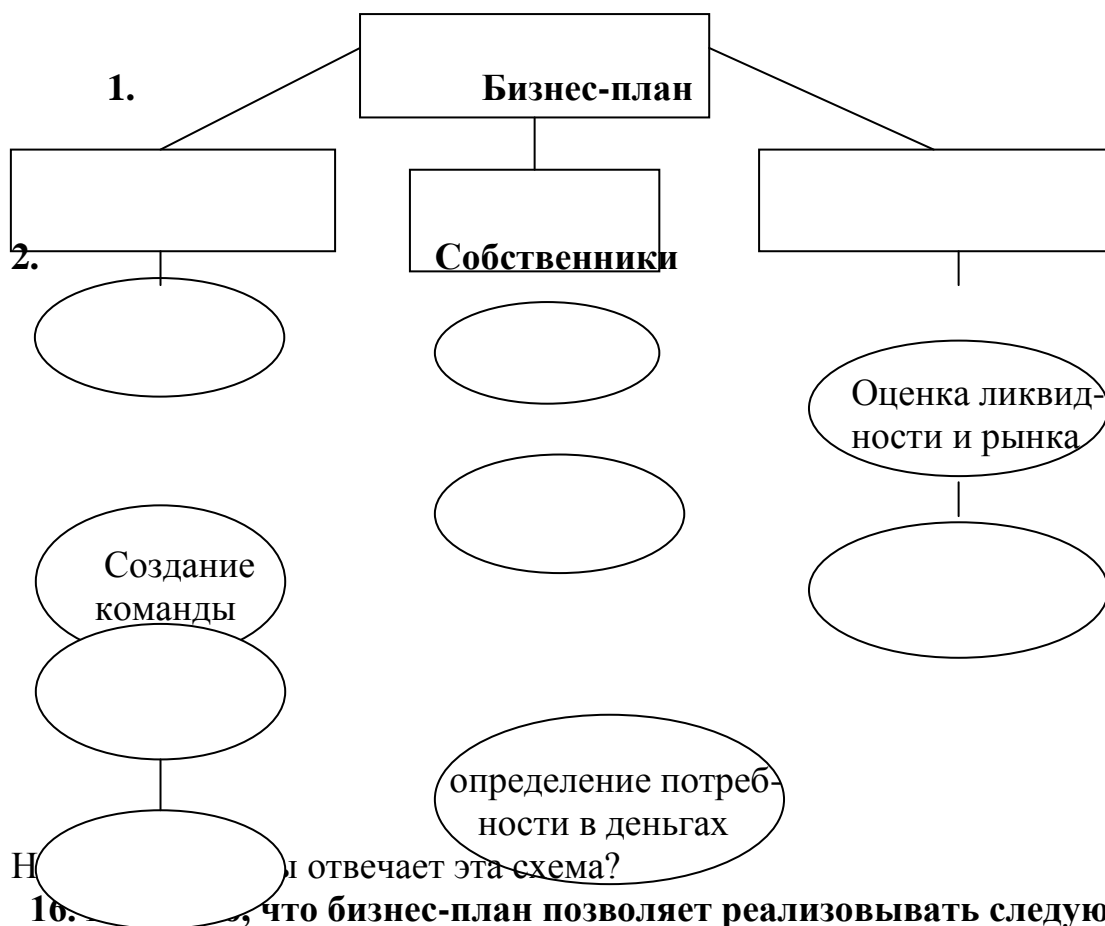 1. Бизнес-план
2. Собственники
Оценка ликвид-
ности и рынка
Создание
команды
определение потреб-
ности в деньгах
отвечает эта схема?
16. что бизнес-план позволяет реализовывать следую